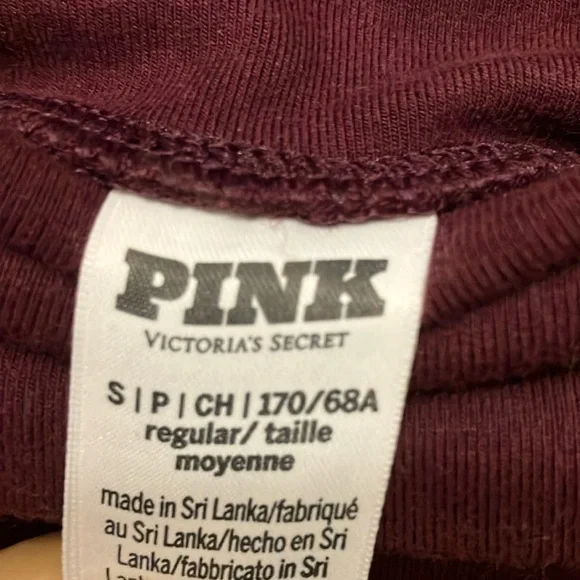 PINK
VICTORIA'S SECRET
S | P | CH | 170/68A
regular/ taille
moyenne
made in Sri Lanka/fabriqué
au Sri Lanka/hecho en Sri
Lanka/fabbricato in Sri